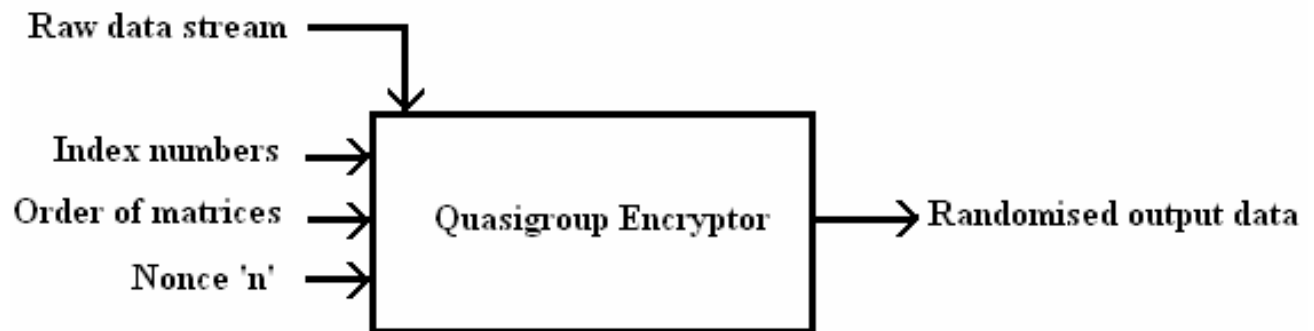 Raw data stream
Index numbers
Order of matrices
Quasigroup Encryptor
Randomised output data
Nonce 'n'